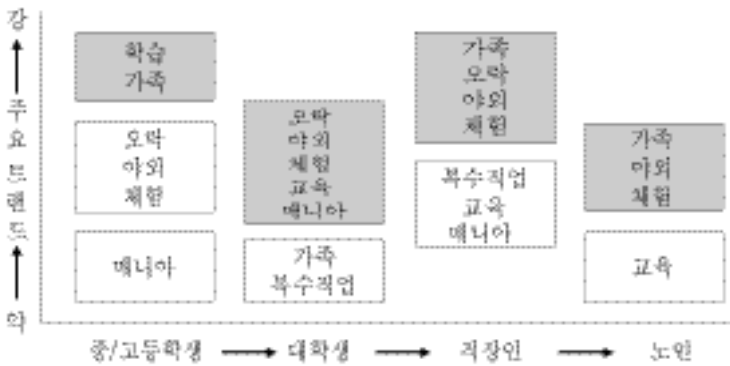 강
주요 트렌드
약
학습
가족
오락
야외
체험
매니아
오락
야외
체험
교육
매니아
가족
복수직업
가족
오락
야외
체험
복수직업
교육
매니아
가족
야외
체험
교육
중/고등학생
대학생
직장인
노인